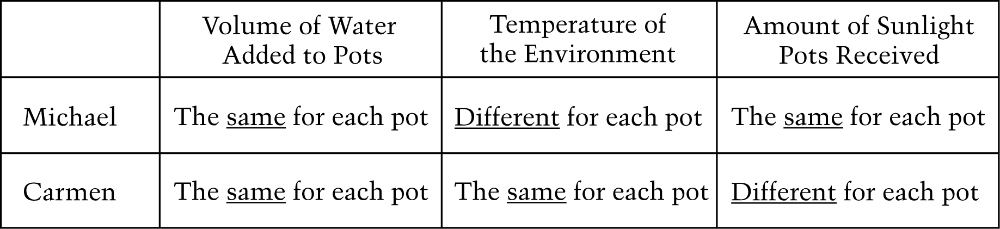 Volume of Water
Added to Pots
Temperature of
the Environment
Amount of Sunlight
Pots Received
Michael
The same for each pot
Different for each pot
The same for each pot
Carmen
The same for each pot
The same for each pot
Different for each pot